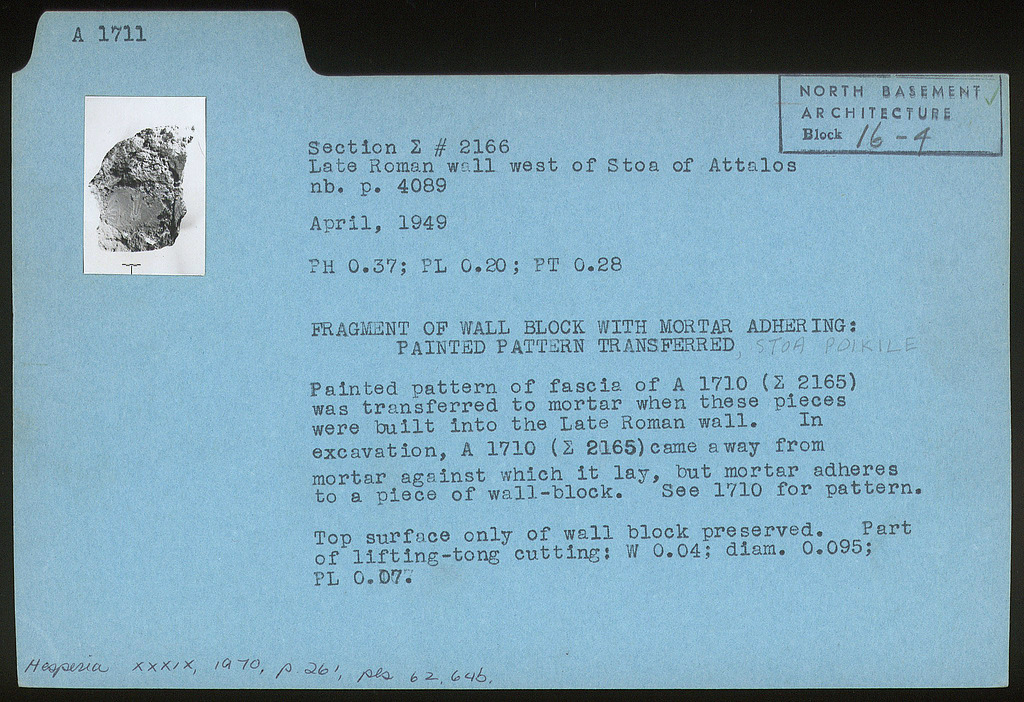 A 1711
NORTH BASEMENT ✓
ARCHITECTURE
Block 16-4
Section Σ # 2166
Late Roman wall west of Stoa of Attalos
nb. p. 4089
April, 1949
PH 0.37; PL 0.20; PT 0.28
FRAGMENT OF WALL BLOCK WITH MORTAR ADHERING:
PAINTED PATTERN TRANSFERRED, STOA POIKILE
Painted pattern of fascia of A 1710 (Σ 2165)
was transferred to mortar when these pieces
were built into the Late Roman wall. In
excavation, A 1710 (Σ 2165) came away from
mortar against which it lay, but mortar adheres
to a piece of wall-block. See 1710 for pattern.
Top surface only of wall block preserved. Part
of lifting-tong cutting: W 0.04; diam. 0.095;
PL 0.07.
Hesperia XXXIX, 1970, p. 261, pls 62, 64b.